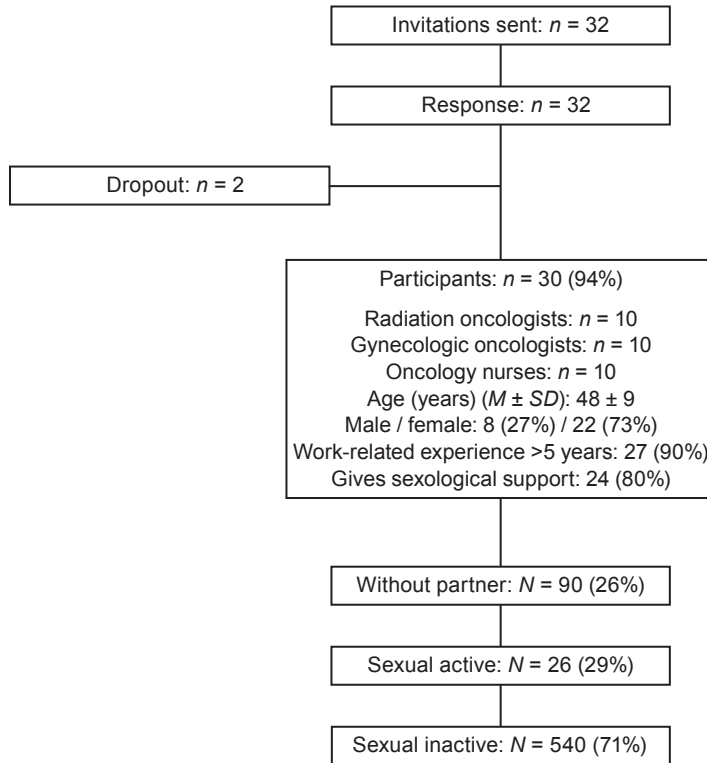 Invitations sent: n = 32
Response: n = 32
Dropout: n = 2
Participants: n = 30 (94%)
Radiation oncologists: n = 10
Gynecologic oncologists: n = 10
Oncology nurses: n = 10
Age (years) (M ± SD): 48 ± 9
Male / female: 8 (27%) / 22 (73%)
Work-related experience >5 years: 27 (90%)
Gives sexological support: 24 (80%)
Without partner: N = 90 (26%)
Sexual active: N = 26 (29%)
Sexual inactive: N = 540 (71%)